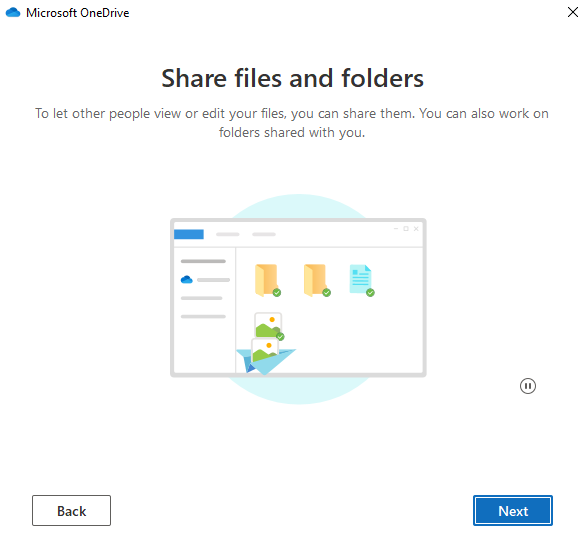 Microsoft OneDrive
Share files and folders
To let other people view or edit your files, you can share them. You can also work on
folders shared with you.
Back
Next